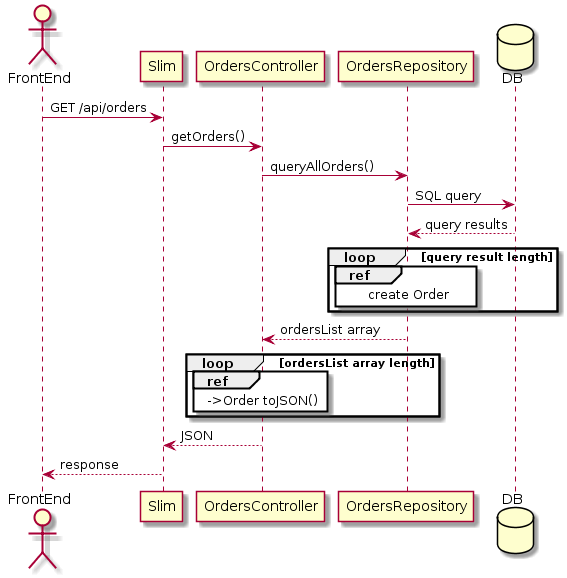 FrontEnd
Slim
OrdersController
OrdersRepository
DB
GET /api/orders
getOrders()
queryAllOrders()
SQL query
query results
loop [query result length]
ref
create Order
ordersList array
loop [ordersList array length]
ref
->Order toJSON()
JSON
response
FrontEnd
Slim
OrdersController
OrdersRepository
DB